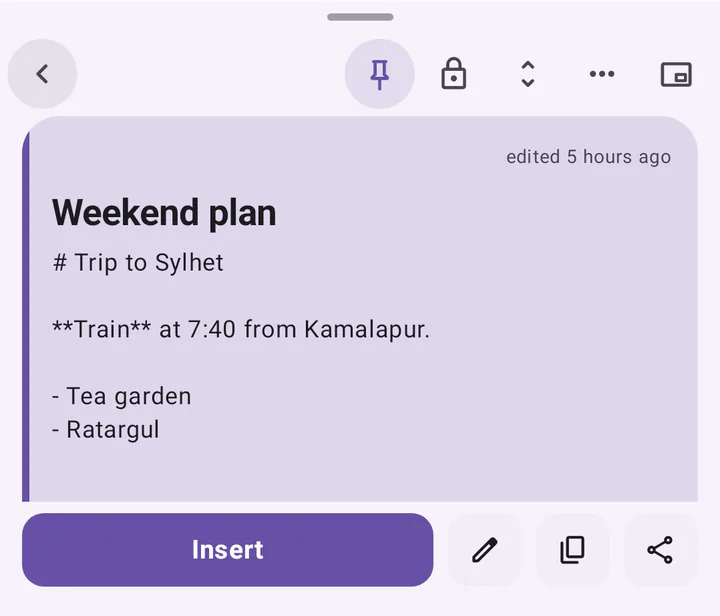 edited 5 hours ago
Weekend plan
# Trip to Sylhet
**Train** at 7:40 from Kamalapur.
- Tea garden
- Ratargul
Insert